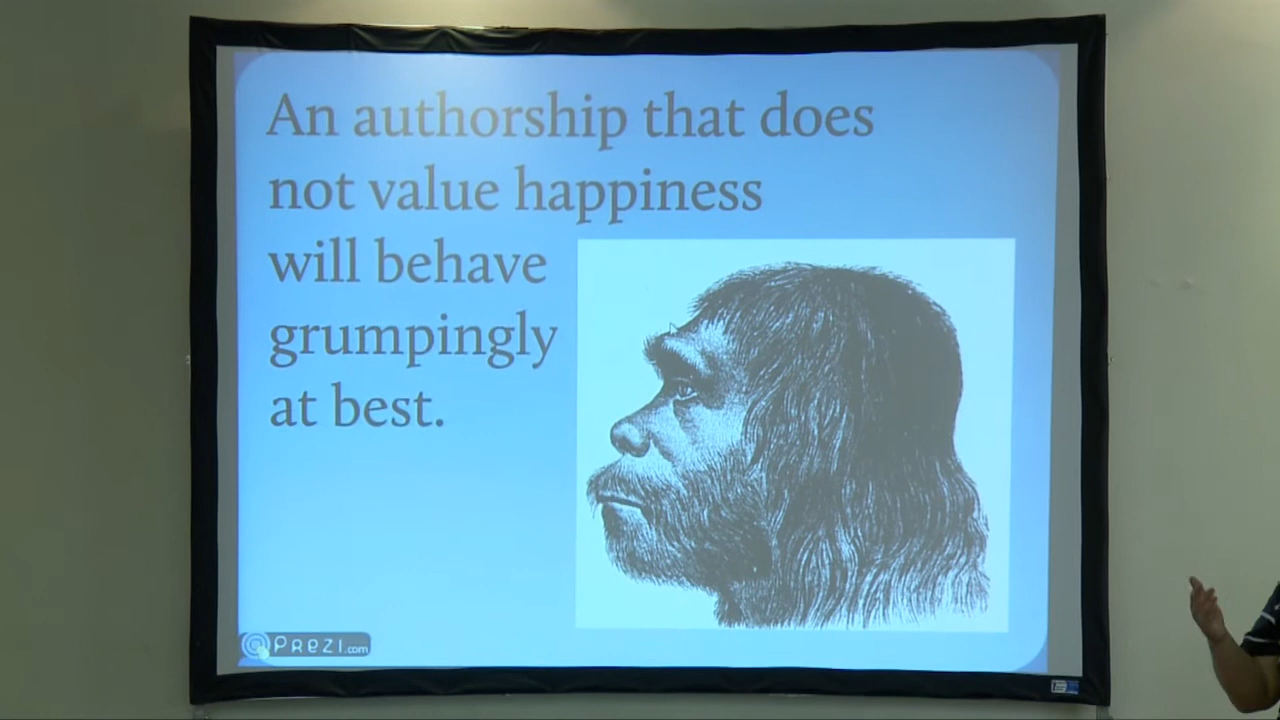 An authorship that does
not value happiness
will behave
grumpingly
at best.
PREZI.com